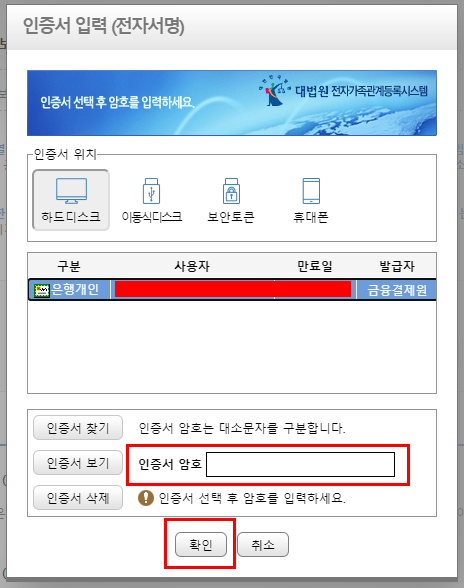 인증서 입력 (전자서명)
인증서 선택 후 암호를 입력하세요.
대법원 전자가족관계등록시스템
인증서 위치
하드디스크 이동식디스크 보안토큰 휴대폰
구분 사용자 만료일 발급자
은행개인 금융결제원
인증서 찾기 인증서 암호는 대소문자를 구분합니다.
인증서 보기 인증서 암호
인증서 삭제 인증서 선택 후 암호를 입력하세요.
확인 취소